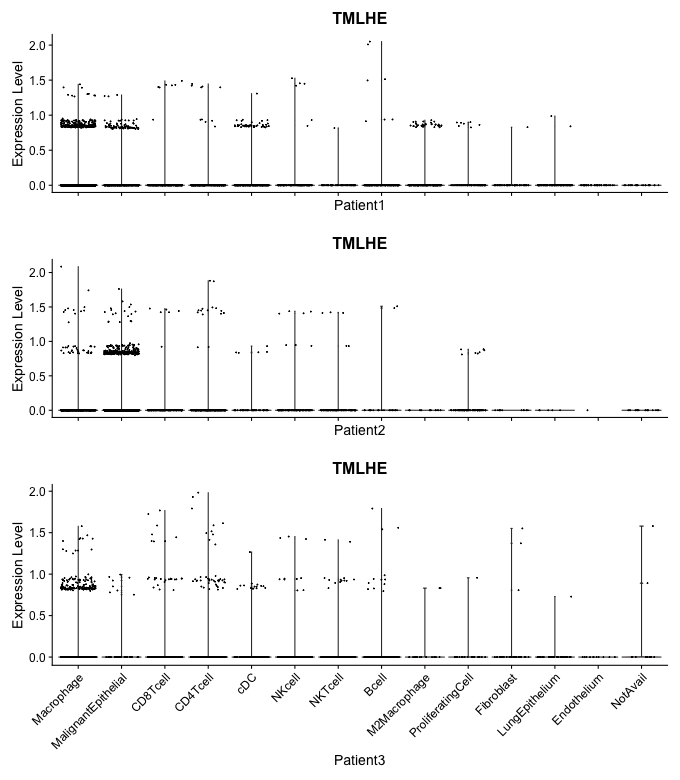 TMLHE
Expression Level
2.0
1.5
1.0
0.5
0.0
Patient1
TMLHE
Expression Level
2.0
1.5
1.0
0.5
0.0
Patient2
TMLHE
Expression Level
2.0
1.5
1.0
0.5
0.0
Macrophage
MalignantEpithelial
CD8Tcell
CD4Tcell
cDC
NKcell
NKTcell
Bcell
M2Macrophage
ProliferatingCell
Fibroblast
LungEpithelium
Endothelium
NotAvail
Patient3